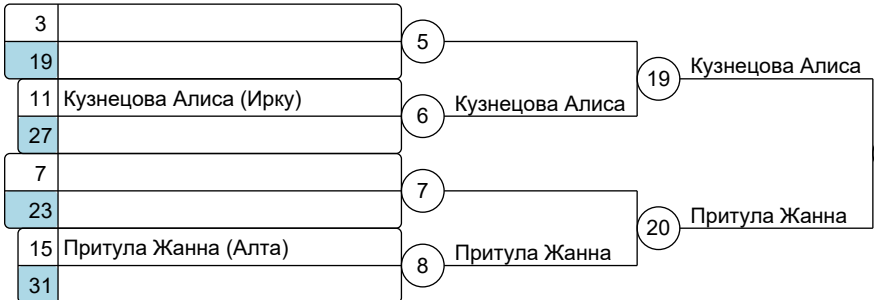 3
5
19
Кузнецова Алиса
19
11 Кузнецова Алиса (Ирку)
6 Кузнецова Алиса
27
7
7
23
20 Притула Жанна
15 Притула Жанна (Алта)
8 Притула Жанна
31